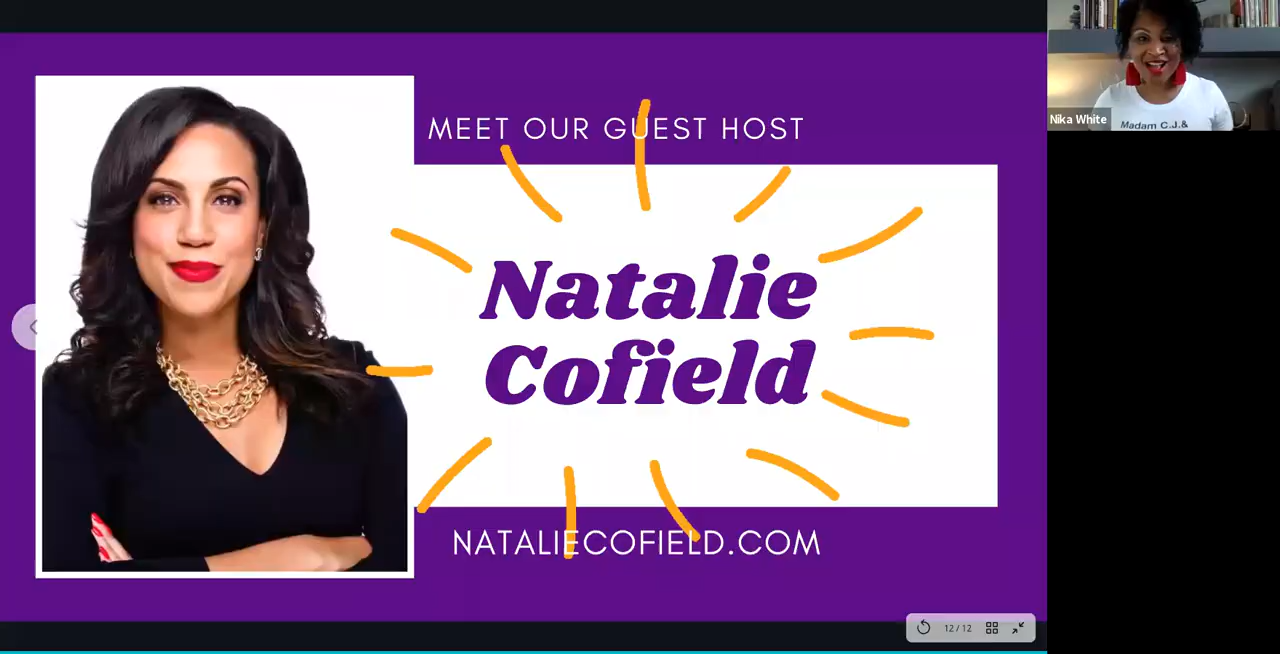 MEET OUR GUEST HOST
Natalie
Cofield
NATALIECOFIELD.COM
12 / 12
Nika White
Madam C.J.&